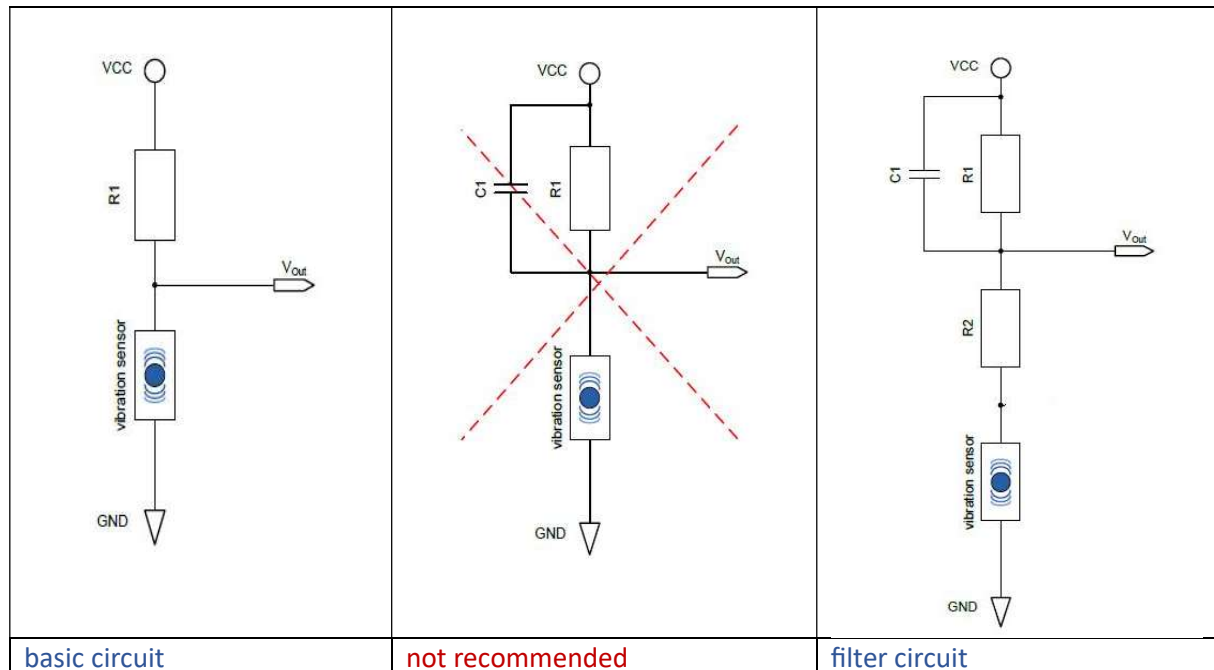 VCC
R1
VOut
vibration sensor
GND
basic circuit
VCC
C1
R1
VOut
vibration sensor
GND
not recommended
VCC
C1
R1
VOut
R2
vibration sensor
GND
filter circuit